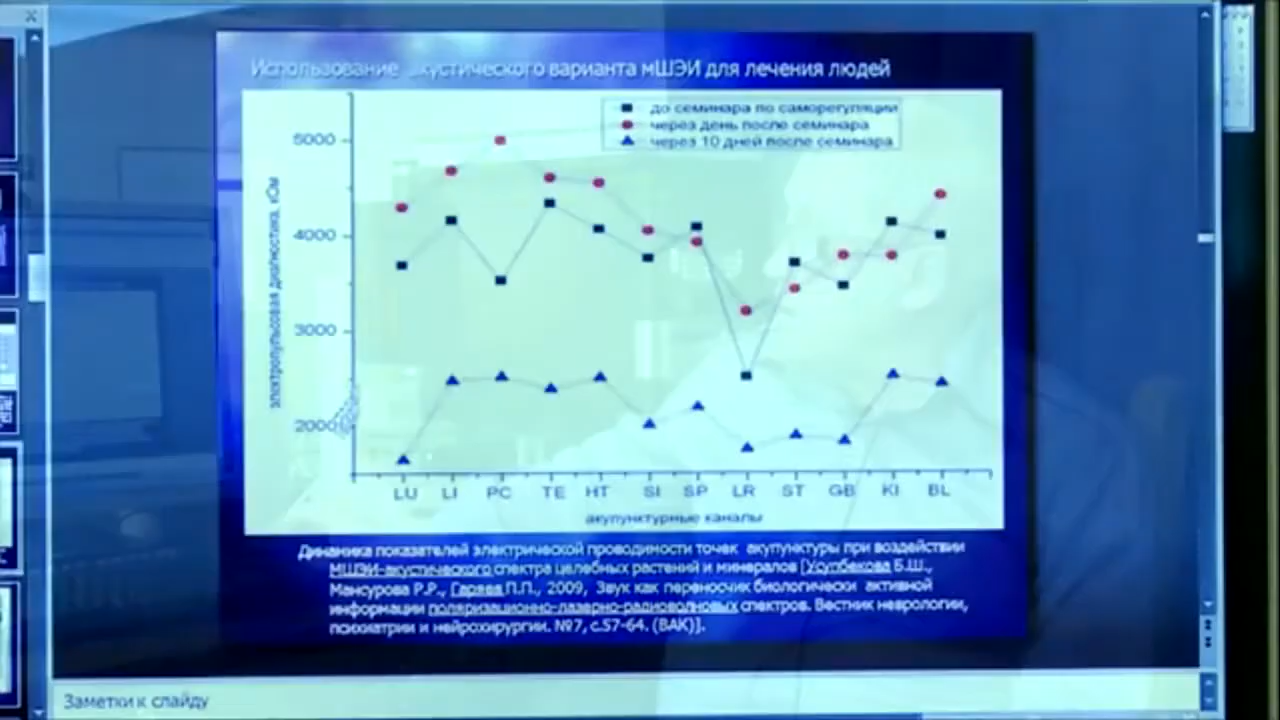 Использование акустического варианта мШЭИ для лечения людей
до семинара по саморегуляции
через день после семинара
через 10 дней после семинара
5000
4000
3000
2000
электропульсовая диагностика, кОм
LU LI PC TE HT SI SP LR ST GB KI BL
акупунктурные каналы
Динамика показателей электрической проводимости точек акупунктуры при воздействии
МШЭИ-акустического спектра целебных растений и минералов [Усупбекова Б.Ш.,
Мансурова Р.Р., Гаряев П.П., 2009, Звук как переносчик биологически активной
информации поляризационно-лазерно-радиоволновых спектров. Вестник неврологии,
психиатрии и нейрохирургии. №7, с.57-64. (ВАК)].
Заметки к слайду